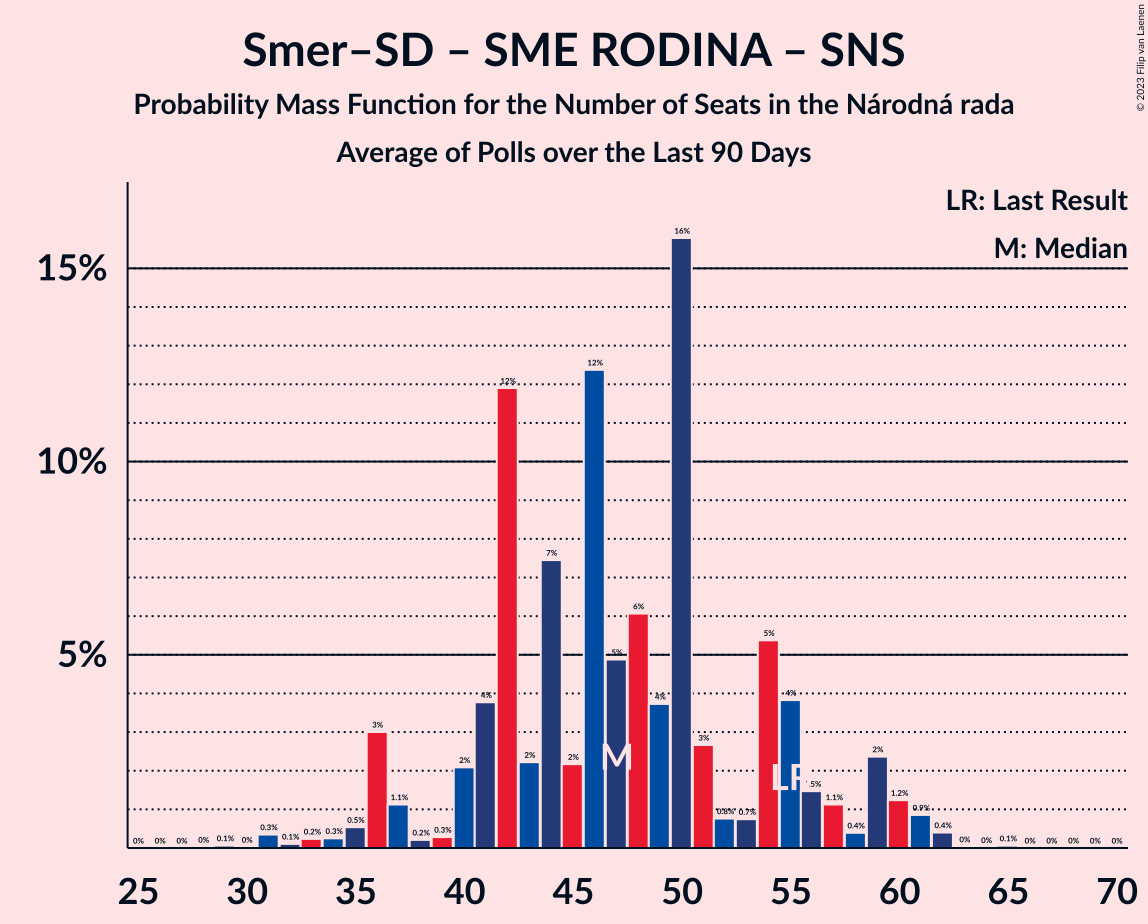 Smer–SD – SME RODINA – SNS
Probability Mass Function for the Number of Seats in the Národná rada
Average of Polls over the Last 90 Days
© 2023 Filip van Laenen
LR: Last Result
M: Median
15%
10%
5%
0% 0% 0% 0% 0.1% 0% 0.3% 0.1% 0.2% 0.3% 0.5% 3% 1.1% 0.2% 0.3% 2% 4% 12% 2% 7% 2% 12% 5% 6% 4% 16% 3% 0.8% 0.7% 5% 4% 1.5% 1.1% 0.4% 2% 1.2% 0.9% 0.4% 0% 0% 0.1% 0% 0% 0% 0% 0%
M
LR
25 30 35 40 45 50 55 60 65 70